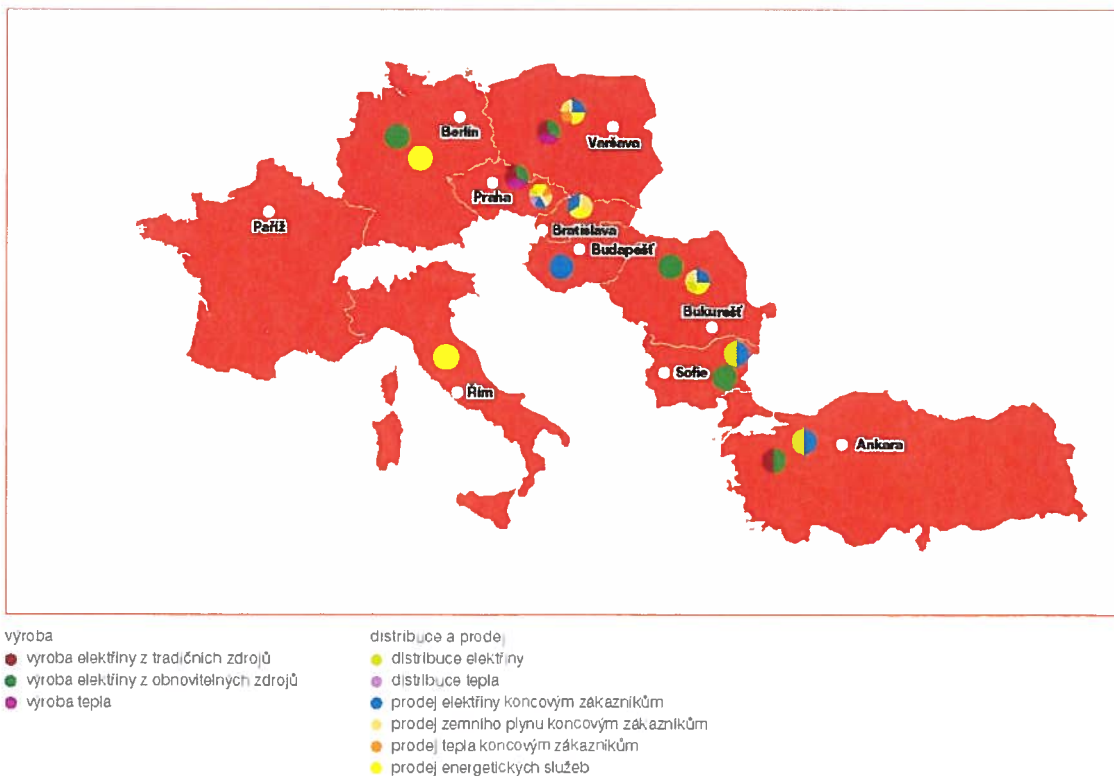 Berlín
Varšava
Praha
Paříž
Bratislava
Budapešť
Bukurešť
Sofie
Řím
Ankara
výroba
výroba elektřiny z tradičních zdrojů
výroba elektřiny z obnovitelných zdrojů
výroba tepla
distribuce a prodej
distribuce elektřiny
distribuce tepla
prodej elektřiny koncovým zákazníkům
prodej zemního plynu koncovým zákazníkům
prodej tepla koncovým zákazníkům
prodej energetických služeb